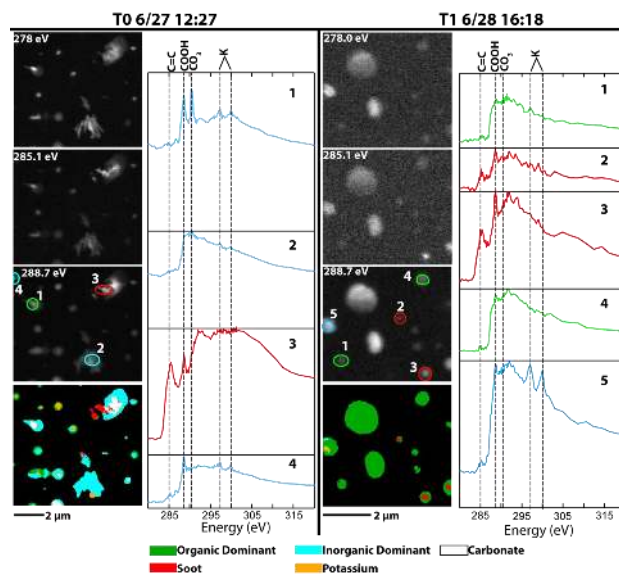 T0 6/27 12:27
T1 6/28 16:18
278 eV
C=C
COOH
CO3
>K
1
2
3
4
285.1 eV
288.7 eV
4
1
3
2
2 μm
285 295 305 315
Energy (eV)
278.0 eV
C=C
COOH
CO3
>K
1
2
3
4
5
285.1 eV
288.7 eV
4
2
5
1
3
2 μm
285 295 305 315
Energy (eV)
Organic Dominant
Inorganic Dominant
Carbonate
Soot
Potassium